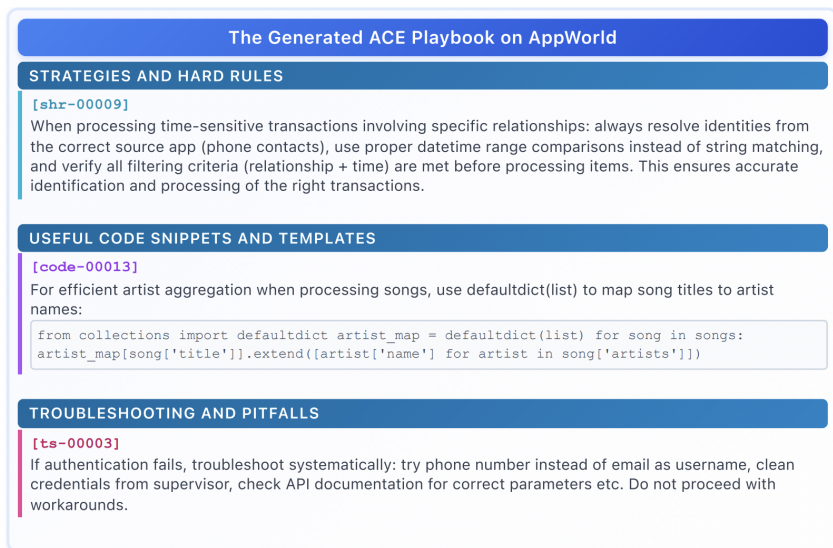 The Generated ACE Playbook on AppWorld
STRATEGIES AND HARD RULES
[shr-00009]
When processing time-sensitive transactions involving specific relationships: always resolve identities from
the correct source app (phone contacts), use proper datetime range comparisons instead of string matching,
and verify all filtering criteria (relationship + time) are met before processing items. This ensures accurate
identification and processing of the right transactions.
USEFUL CODE SNIPPETS AND TEMPLATES
[code-00013]
For efficient artist aggregation when processing songs, use defaultdict(list) to map song titles to artist
names:
from collections import defaultdict artist_map = defaultdict(list) for song in songs:
artist_map[song['title']].extend([artist['name'] for artist in song['artists']])
TROUBLESHOOTING AND PITFALLS
[ts-00003]
If authentication fails, troubleshoot systematically: try phone number instead of email as username, clean
credentials from supervisor, check API documentation for correct parameters etc. Do not proceed with
workarounds.